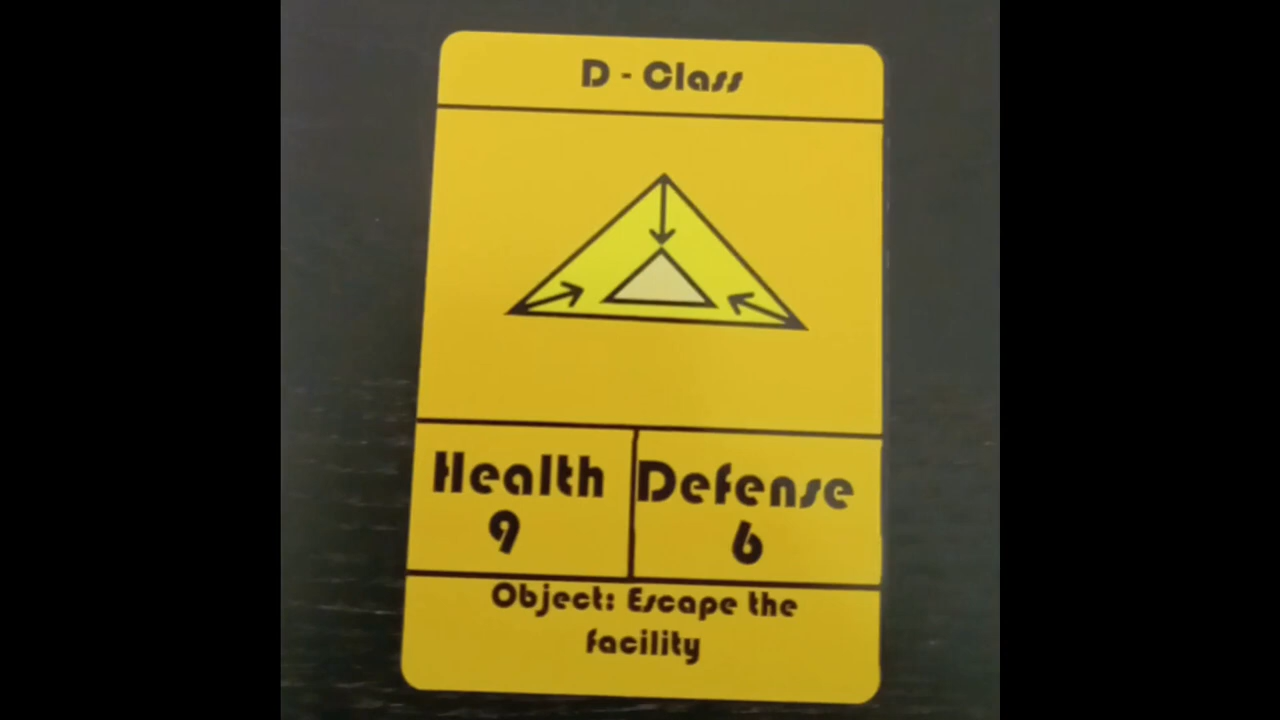 D - Class
Health
9
Defense
6
Object: Escape the
facility